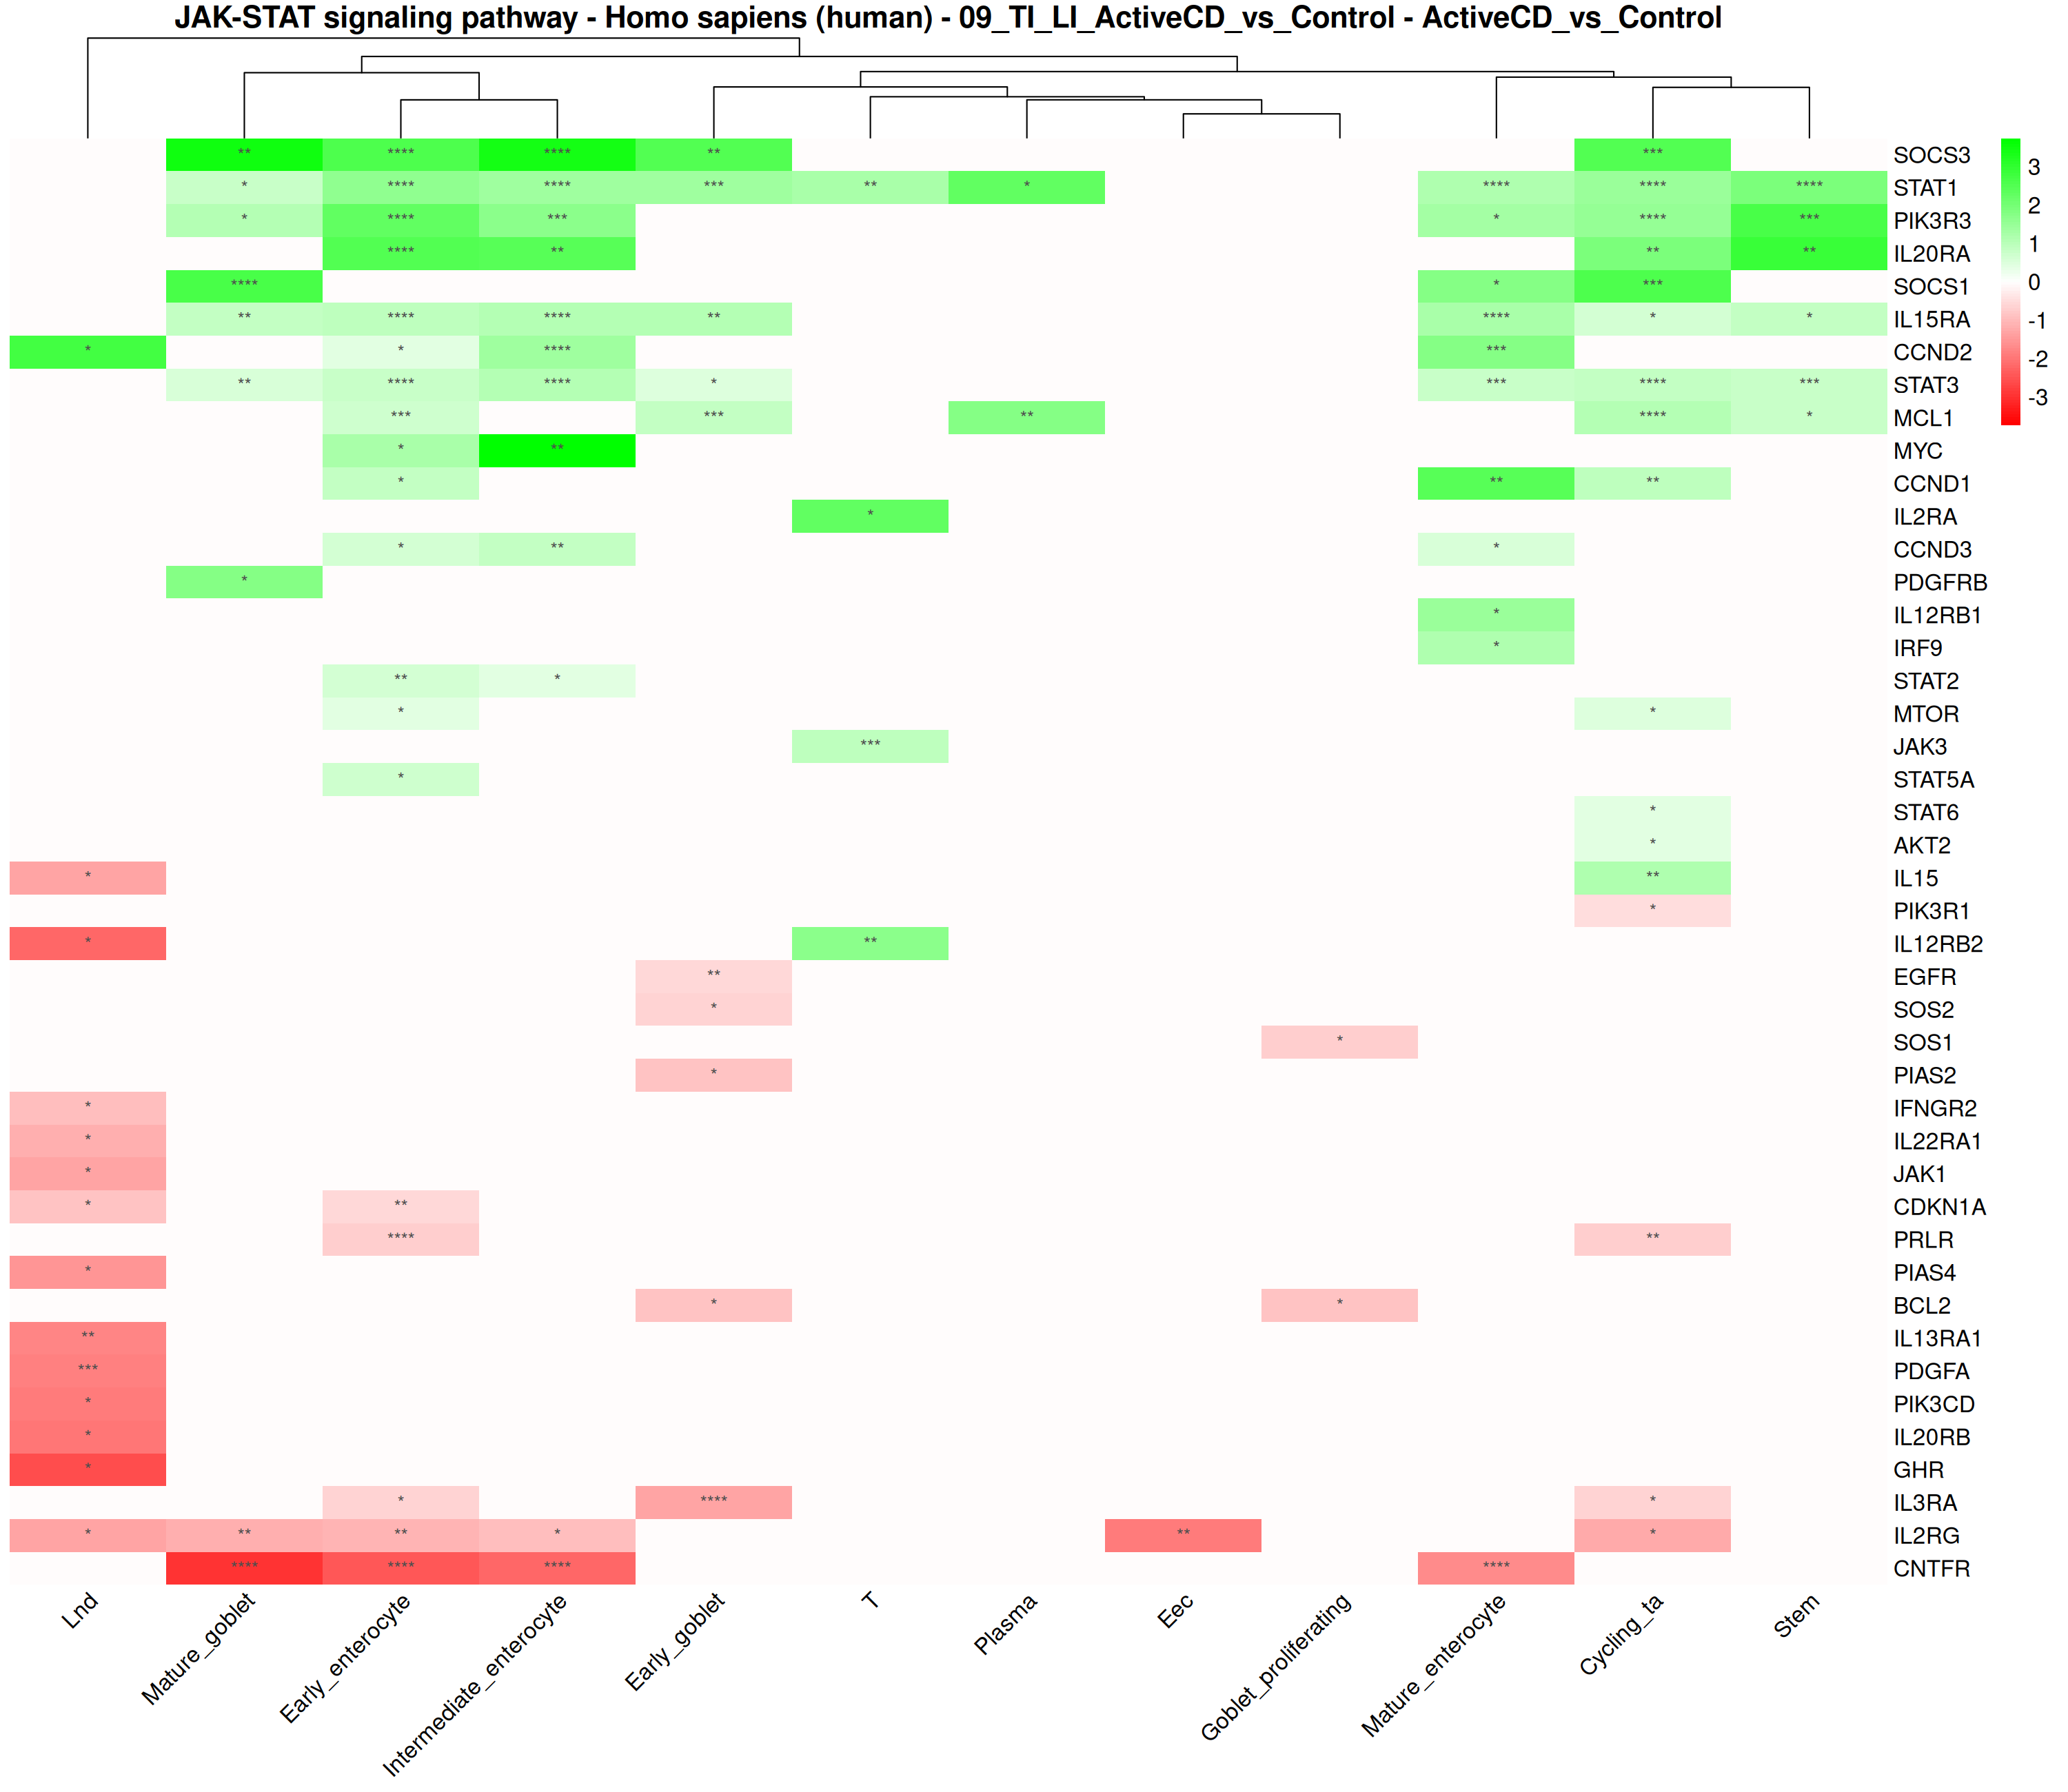 JAK-STAT signaling pathway - Homo sapiens (human) - 09_TI_LI_ActiveCD_vs_Control - ActiveCD_vs_Control
** **** **** ** *** SOCS3
* **** **** *** ** * **** **** **** STAT1
* **** *** * **** *** PIK3R3
**** ** ** ** IL20RA
**** * *** SOCS1
** **** **** ** **** * * IL15RA
* * **** *** CCND2
** **** **** * *** **** *** STAT3
*** *** ** **** * MCL1
* ** MYC
* ** ** CCND1
* IL2RA
* ** * CCND3
* PDGFRB
* IL12RB1
* IRF9
** * STAT2
* * MTOR
*** JAK3
* STAT5A
* STAT6
* AKT2
* ** IL15
* PIK3R1
* ** IL12RB2
** EGFR
* SOS2
* SOS1
* PIAS2
* IFNGR2
* IL22RA1
* JAK1
* ** CDKN1A
**** ** PRLR
* PIAS4
* * BCL2
** IL13RA1
*** PDGFA
* PIK3CD
* IL20RB
* GHR
* **** * IL3RA
* ** ** * ** * IL2RG
**** **** **** **** CNTFR
3
2
1
0
-1
-2
-3
Lnd
Mature_goblet
Early_enterocyte
Intermediate_enterocyte
Early_goblet
T
Plasma
Eec
Goblet_proliferating
Mature_enterocyte
Cycling_ta
Stem